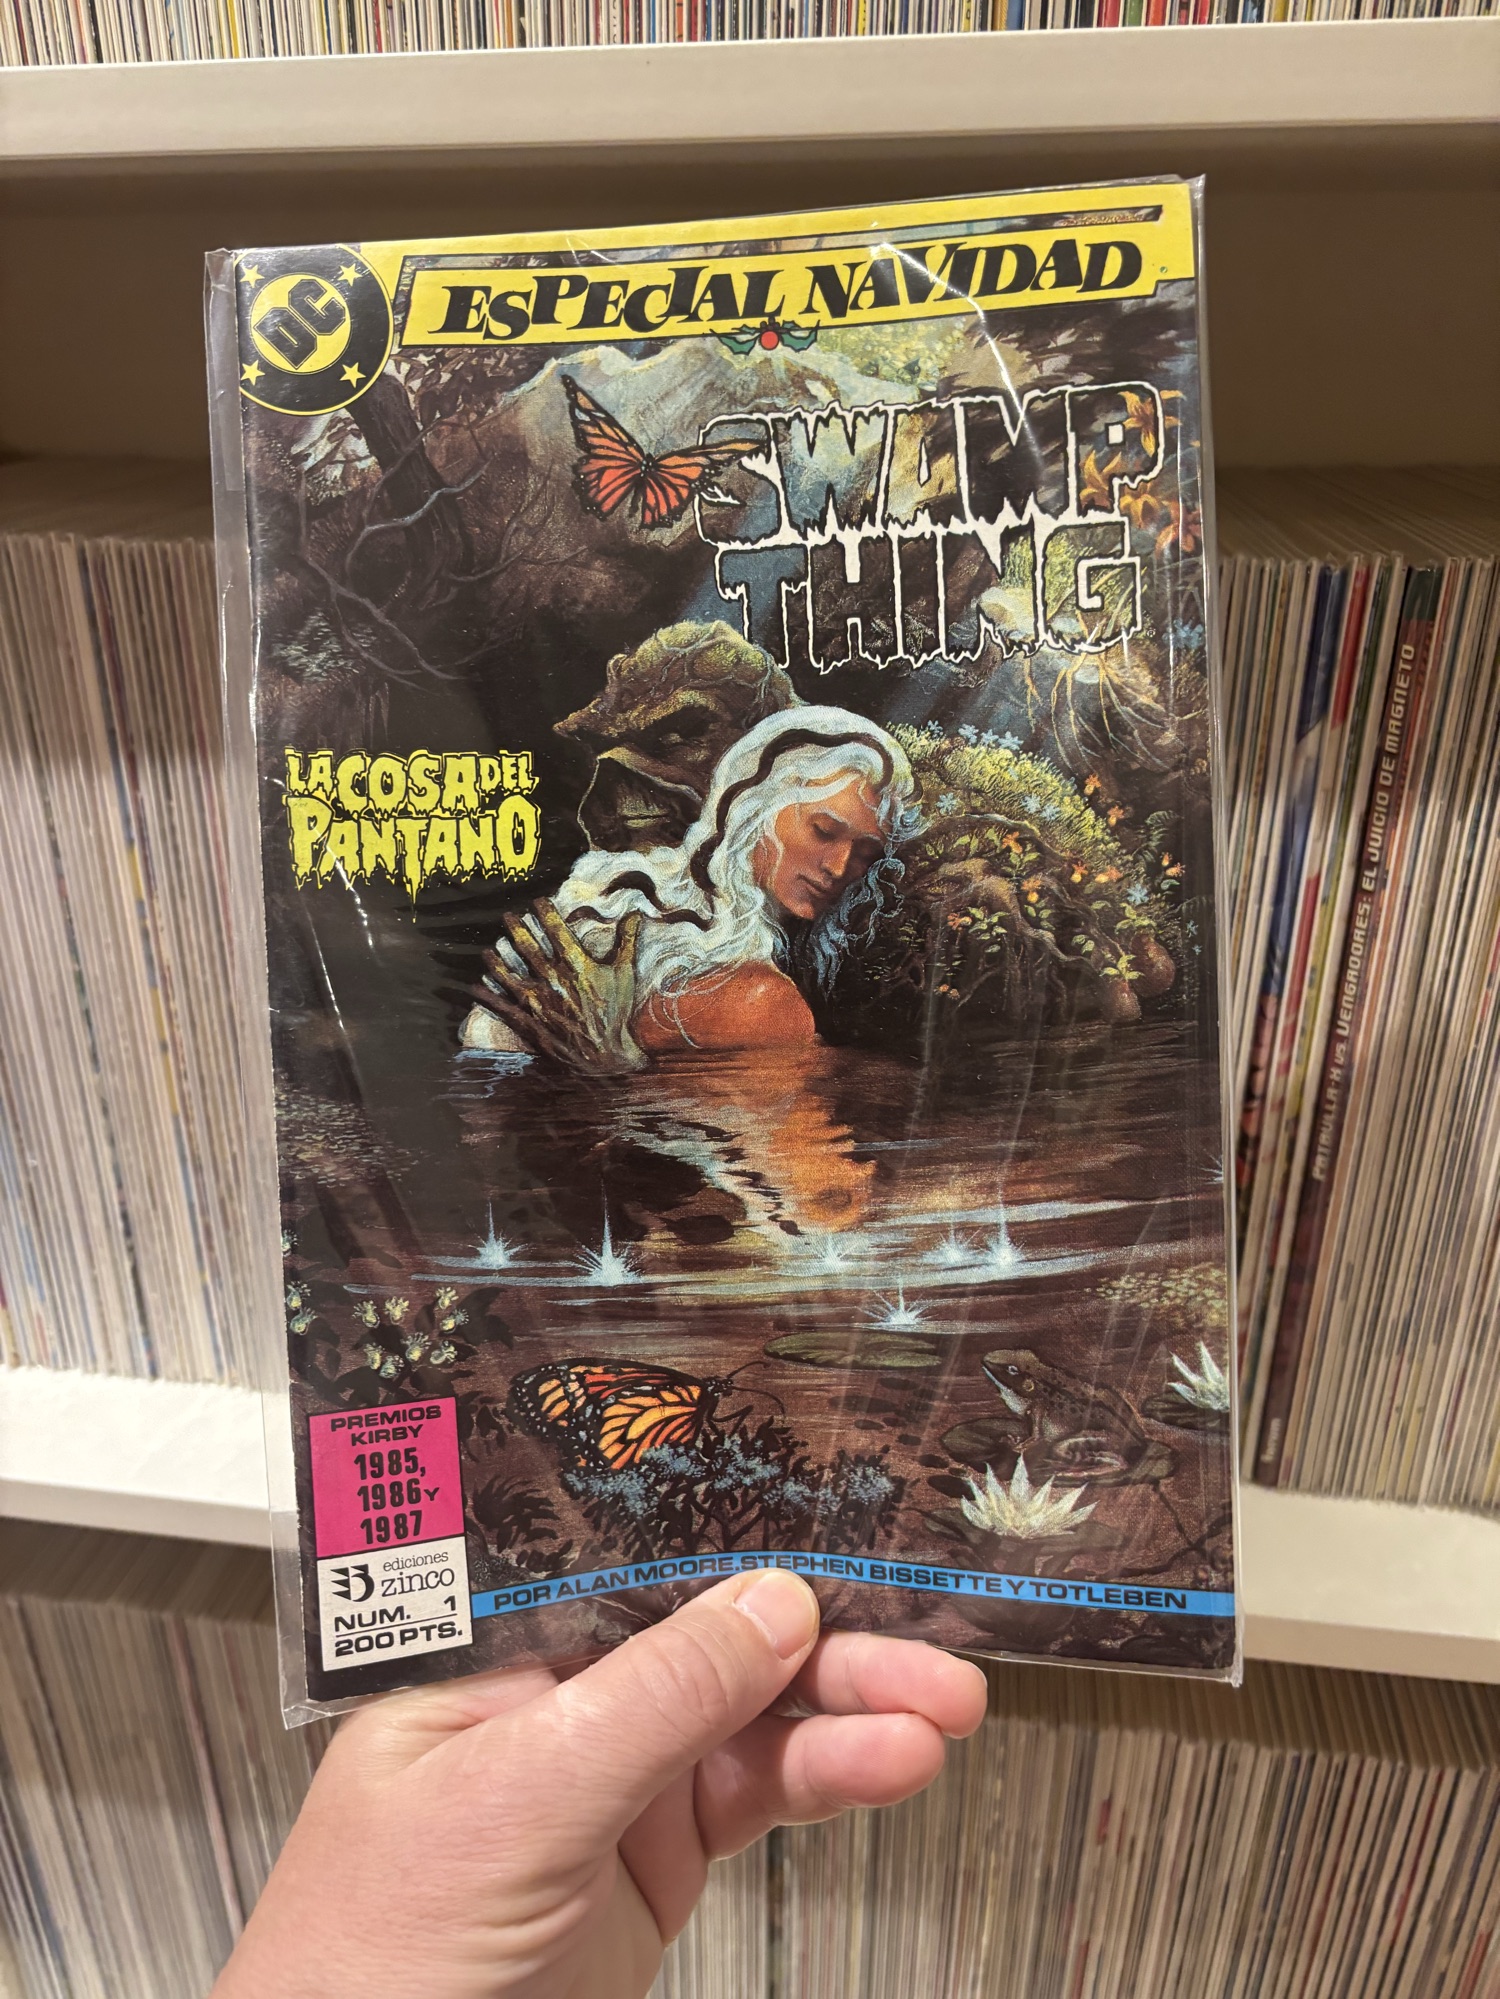 DC
ESPECIAL NAVIDAD
SWAMP
THING
LA COSA DEL
PANTANO
PREMIOS
KIRBY
1985,
1986 Y
1987
ediciones
zinco
NUM. 1
200 PTS.
POR ALAN MOORE, STEPHEN BISSETTE Y TOTLEBEN
PATRULLA-X VS. VENGADORES: EL JUICIO DE MAGNETO